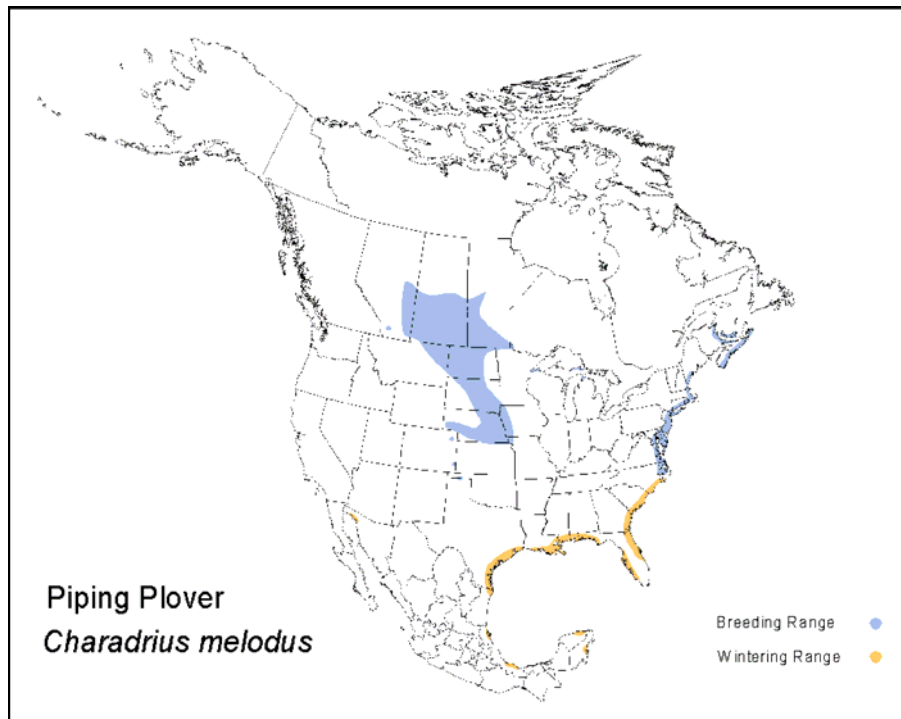 Piping Plover
Charadrius melodus
Breeding Range
Wintering Range